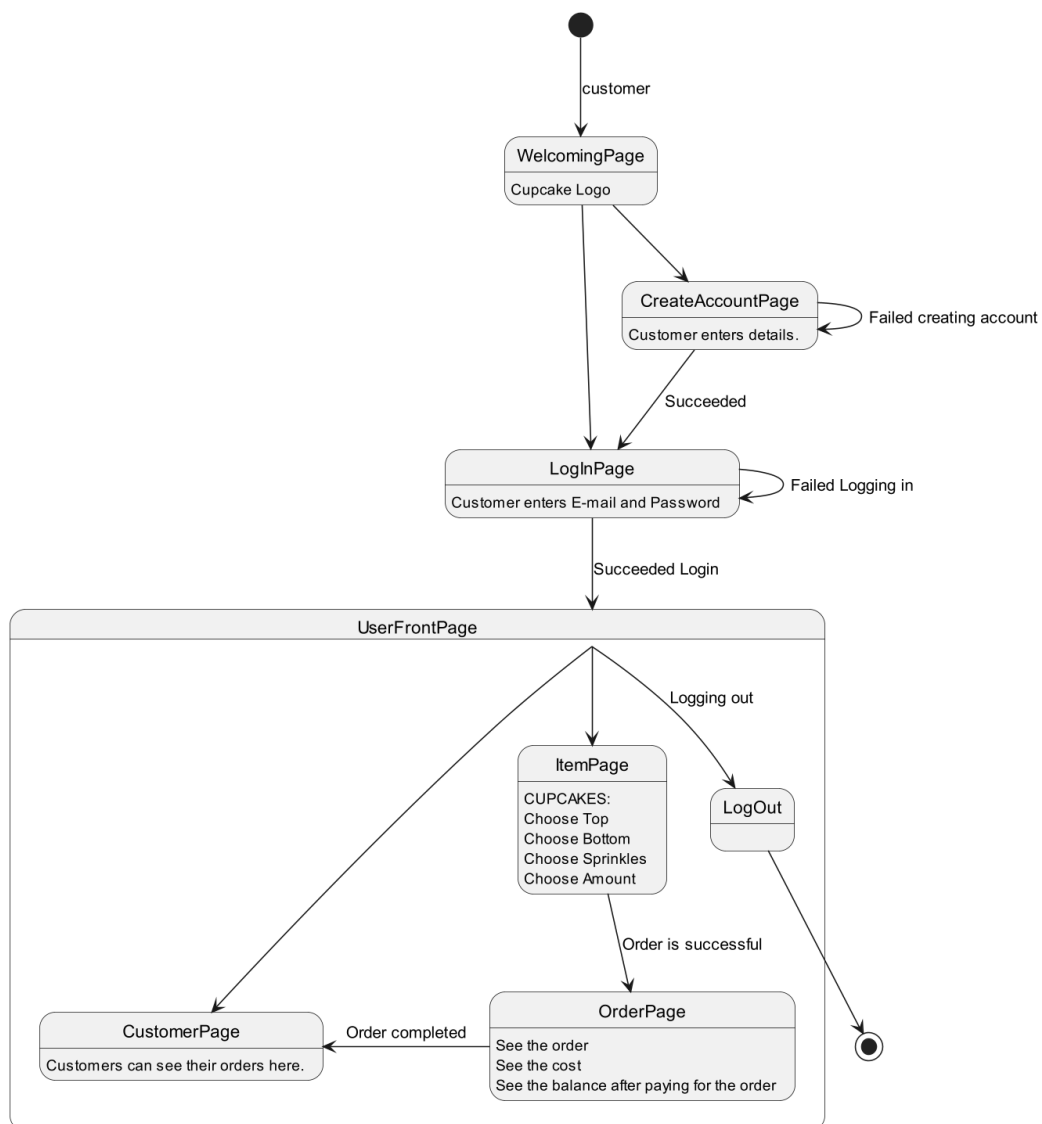 customer
WelcomingPage
Cupcake Logo
CreateAccountPage
Customer enters details.
Failed creating account
Succeeded
LogInPage
Customer enters E-mail and Password
Failed Logging in
Succeeded Login
UserFrontPage
Logging out
ItemPage
CUPCAKES:
Choose Top
Choose Bottom
Choose Sprinkles
Choose Amount
LogOut
Order is successful
OrderPage
See the order
See the cost
See the balance after paying for the order
Order completed
CustomerPage
Customers can see their orders here.